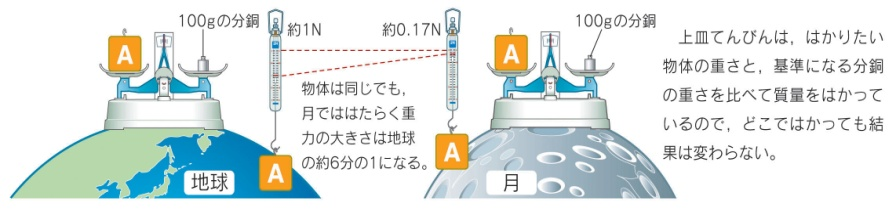 100gの分銅
A
約1N
A
地球
物体は同じでも，
月でははたらく重
力の大きさは地球
の約6分の1になる。
約0.17N
A
100gの分銅
A
月
上皿てんびんは，はかりたい
物体の重さと，基準になる分銅
の重さを比べて質量をはかって
いるので，どこではかっても結
果は変わらない。